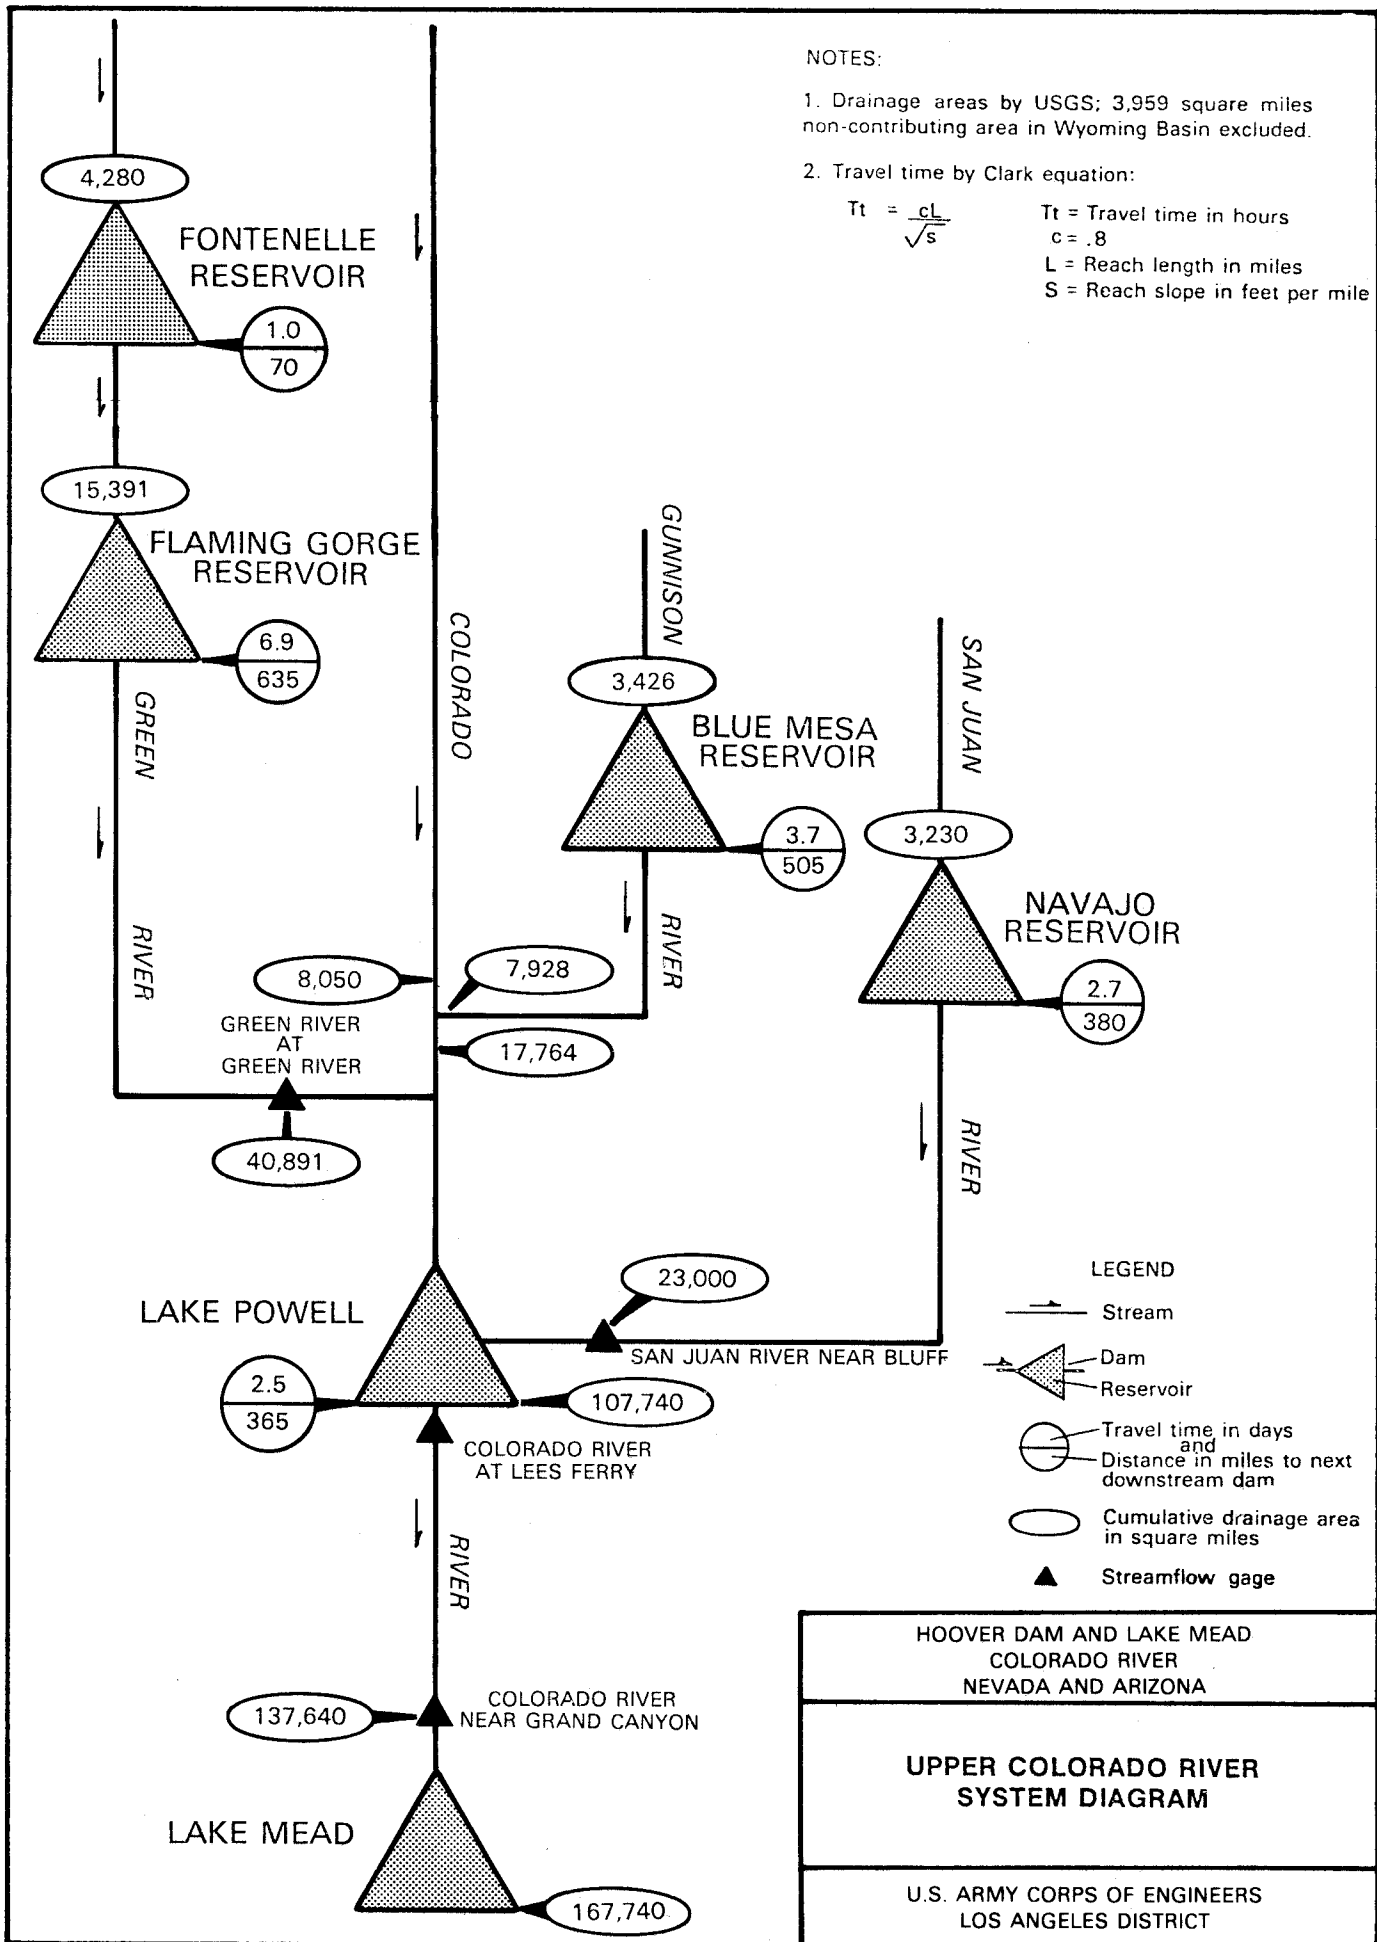 NOTES:
1. Drainage areas by USGS; 3,959 square miles
non-contributing area in Wyoming Basin excluded.
2. Travel time by Clark equation:
Tt = cL
√s
Tt = Travel time in hours
c = .8
L = Reach length in miles
S = Reach slope in feet per mile
4,280
FONTENELLE
RESERVOIR
1.0
70
15,391
FLAMING GORGE
RESERVOIR
6.9
635
GREEN
RIVER
COLORADO
GUNNISON
3,426
BLUE MESA
RESERVOIR
3.7
505
RIVER
SAN JUAN
3,230
NAVAJO
RESERVOIR
2.7
380
RIVER
8,050
7,928
17,764
GREEN RIVER
AT
GREEN RIVER
40,891
23,000
SAN JUAN RIVER NEAR BLUFF
LAKE POWELL
2.5
365
107,740
COLORADO RIVER
AT LEES FERRY
RIVER
137,640
COLORADO RIVER
NEAR GRAND CANYON
LAKE MEAD
167,740
LEGEND
Stream
Dam
Reservoir
Travel time in days
and
Distance in miles to next
downstream dam
Cumulative drainage area
in square miles
Streamflow gage
HOOVER DAM AND LAKE MEAD
COLORADO RIVER
NEVADA AND ARIZONA
UPPER COLORADO RIVER
SYSTEM DIAGRAM
U.S. ARMY CORPS OF ENGINEERS
LOS ANGELES DISTRICT